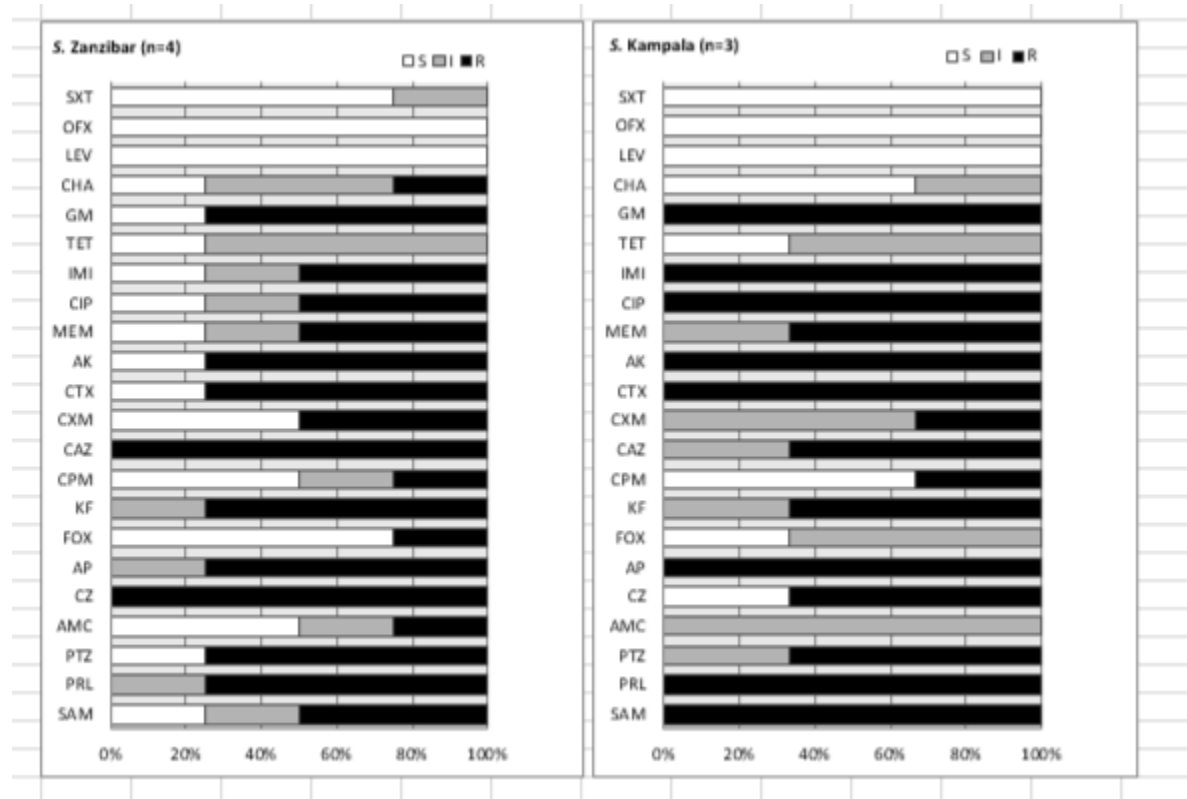 S. Zanzibar (n=4)
S I R
SXT
OFX
LEV
CHA
GM
TET
IMI
CIP
MEM
AK
CTX
CXM
CAZ
CPM
KF
FOX
AP
CZ
AMC
PTZ
PRL
SAM
0% 20% 40% 60% 80% 100%
S. Kampala (n=3)
S I R
SXT
OFX
LEV
CHA
GM
TET
IMI
CIP
MEM
AK
CTX
CXM
CAZ
CPM
KF
FOX
AP
CZ
AMC
PTZ
PRL
SAM
0% 20% 40% 60% 80% 100%